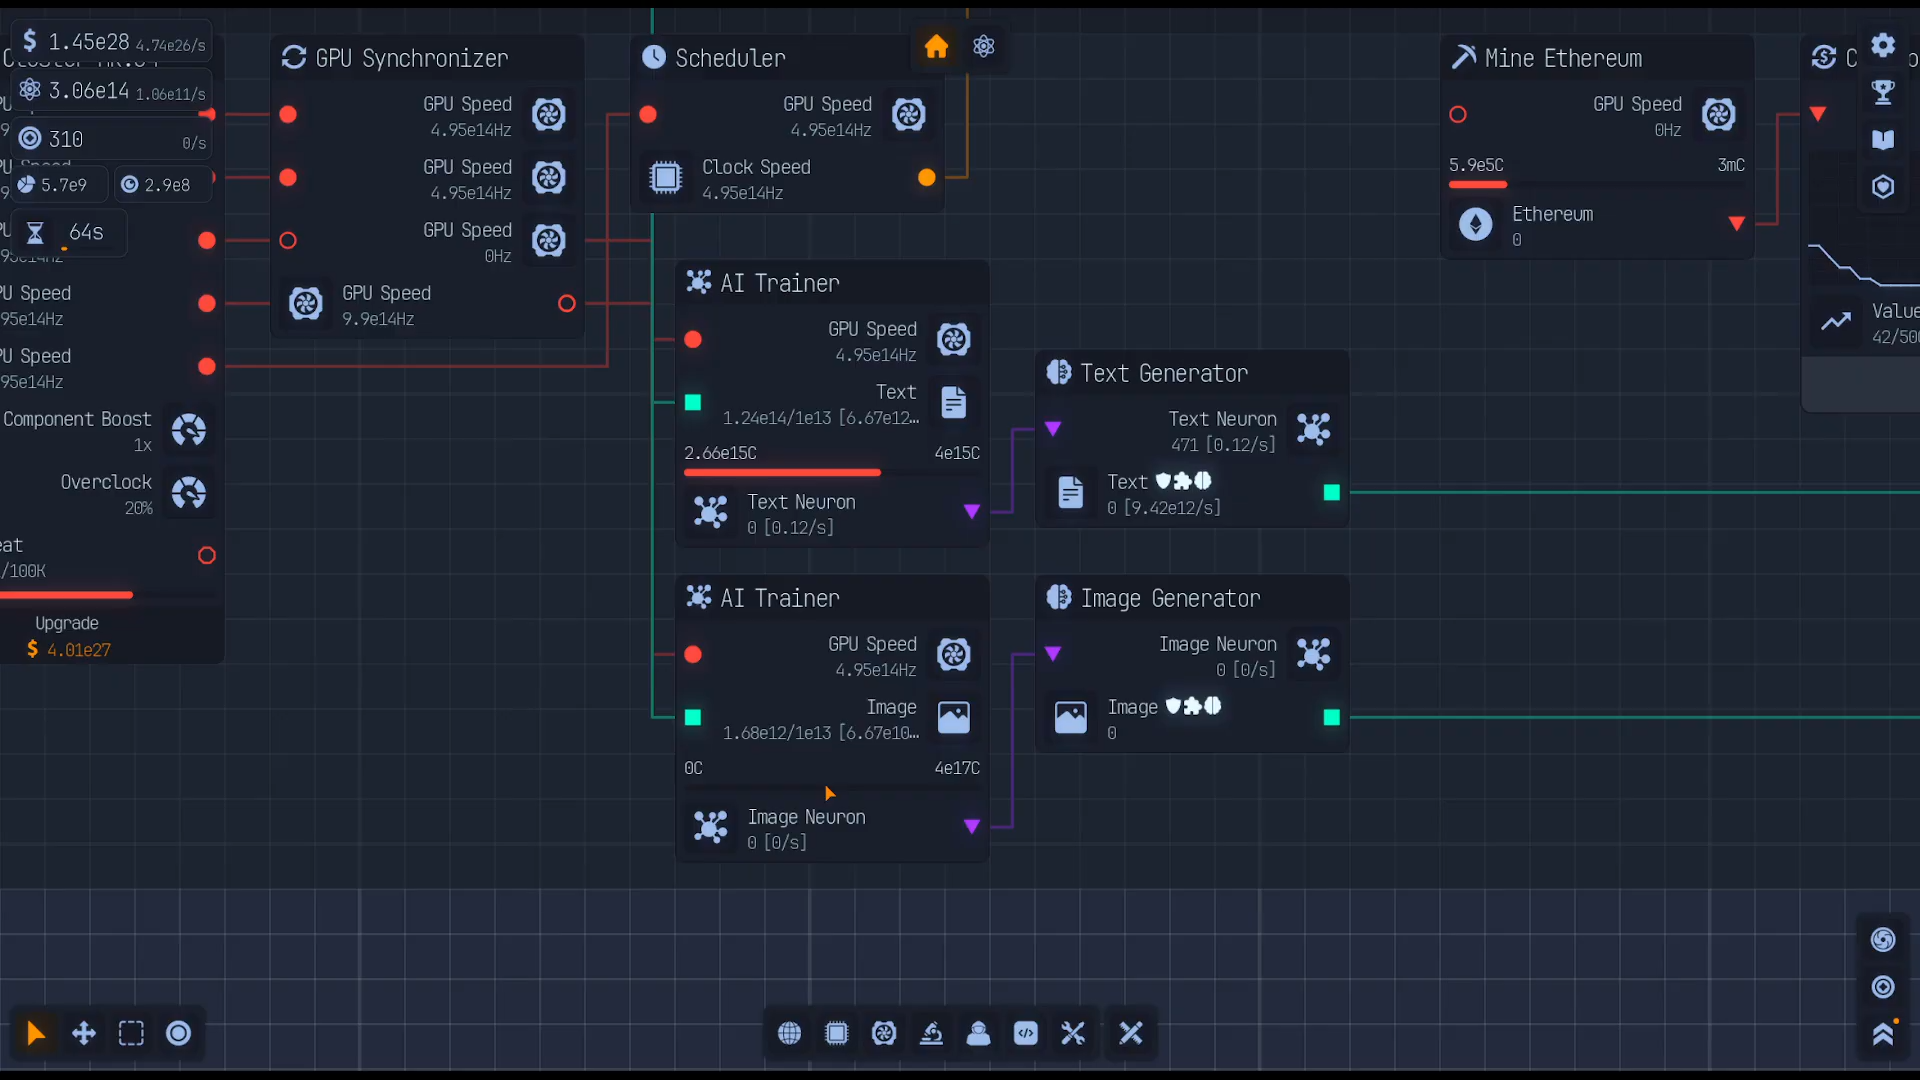 $ 1.45e28 4.74e26/s
3.06e14 1.06e11/s
310 0/s
5.7e9 2.9e8
64s
PU Speed
95e14Hz
PU Speed
95e14Hz
Component Boost
1x
Overclock
20%
eat
/100K
Upgrade
$ 4.01e27
GPU Synchronizer
GPU Speed
4.95e14Hz
GPU Speed
4.95e14Hz
GPU Speed
0Hz
GPU Speed
9.9e14Hz
Scheduler
GPU Speed
4.95e14Hz
Clock Speed
4.95e14Hz
AI Trainer
GPU Speed
4.95e14Hz
Text
1.24e14/1e13 [6.67e12…
2.66e15C 4e15C
Text Neuron
0 [0.12/s]
Text Generator
Text Neuron
471 [0.12/s]
Text
0 [9.42e12/s]
AI Trainer
GPU Speed
4.95e14Hz
Image
1.68e12/1e13 [6.67e10…
0C 4e17C
Image Neuron
0 [0/s]
Image Generator
Image Neuron
0 [0/s]
Image
0
Mine Ethereum
GPU Speed
0Hz
5.9e5C 3mC
Ethereum
0
Value
42/500